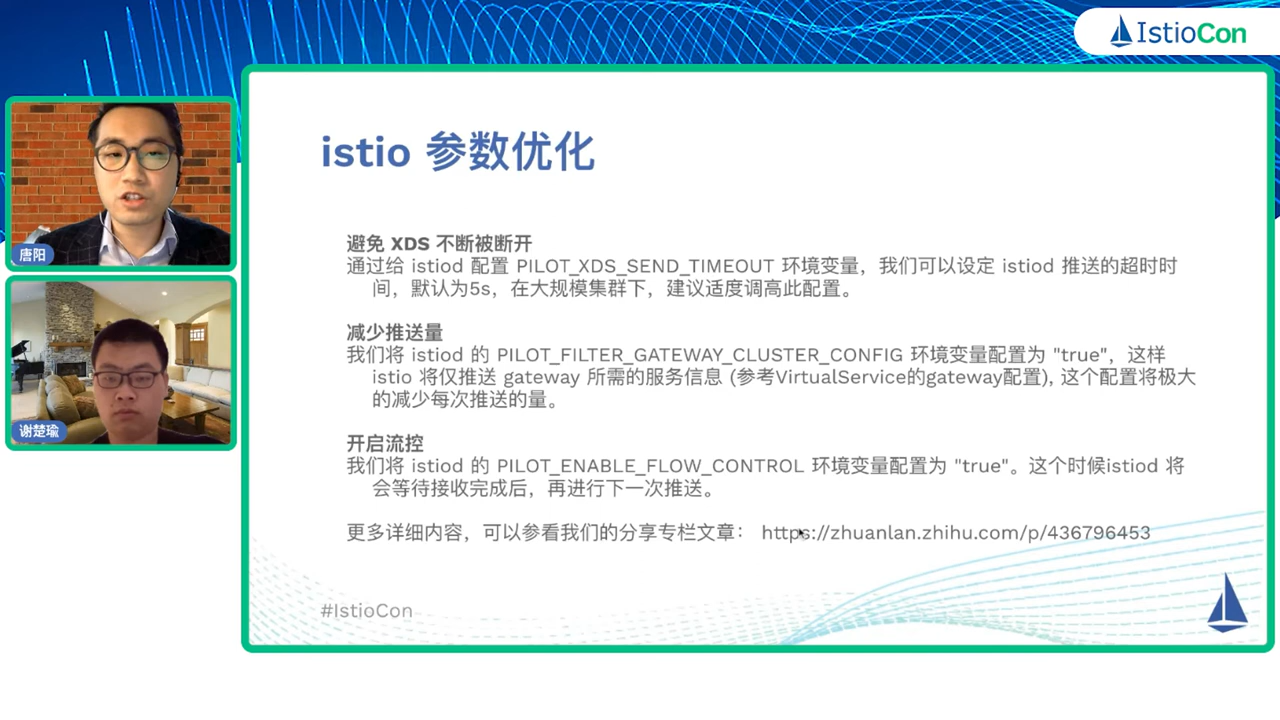 IstioCon
istio 参数优化
唐阳
谢楚瑜
避免 XDS 不断被断开
通过给 istiod 配置 PILOT_XDS_SEND_TIMEOUT 环境变量，我们可以设定 istiod 推送的超时时
间，默认为5s，在大规模集群下，建议适度调高此配置。
减少推送量
我们将 istiod 的 PILOT_FILTER_GATEWAY_CLUSTER_CONFIG 环境变量配置为 "true"，这样
istio 将仅推送 gateway 所需的服务信息 (参考VirtualService的gateway配置), 这个配置将极大
的减少每次推送的量。
开启流控
我们将 istiod 的 PILOT_ENABLE_FLOW_CONTROL 环境变量配置为 "true"。这个时候istiod 将
会等待接收完成后，再进行下一次推送。
更多详细内容，可以参看我们的分享专栏文章： https://zhuanlan.zhihu.com/p/436796453
#IstioCon